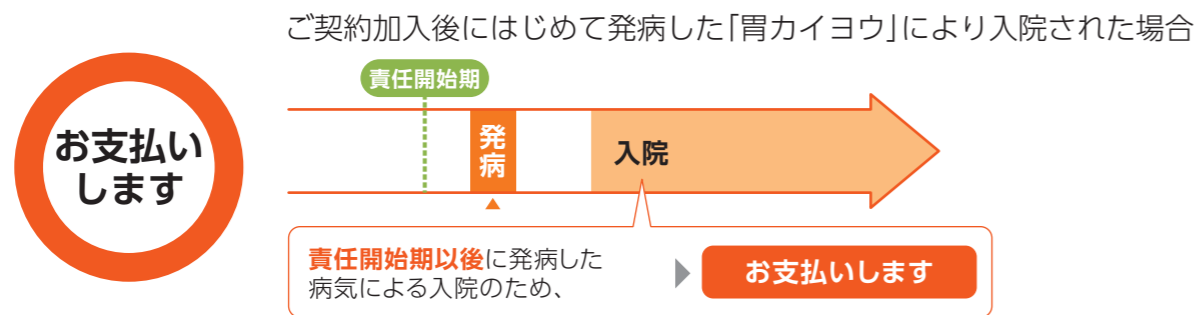 ご契約加入後にはじめて発病した「胃カイヨウ」により入院された場合
お支払い
します
責任開始期
発病
入院
責任開始期以後に発病した
病気による入院のため、
お支払いします